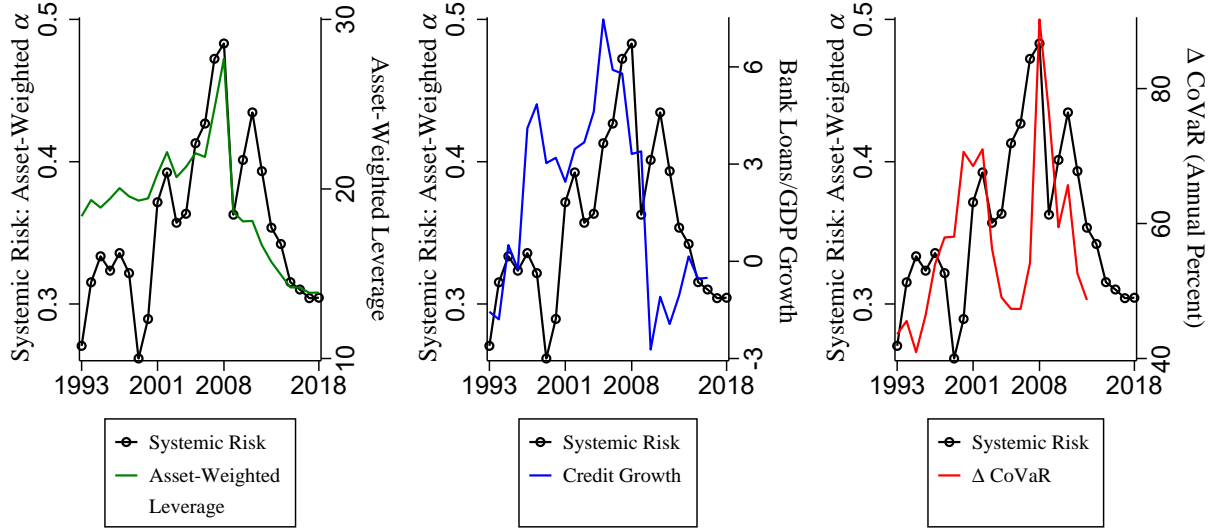 Systemic Risk: Asset-Weighted α
0.5
0.4
0.3
30
20
10
Asset-Weighted Leverage
1993
2001
2008
2018
Systemic Risk
Asset-Weighted
Leverage
Systemic Risk: Asset-Weighted α
0.5
0.4
0.3
6
3
0
-3
Bank Loans/GDP Growth
1993
2001
2008
2018
Systemic Risk
Credit Growth
Systemic Risk: Asset-Weighted α
0.5
0.4
0.3
80
60
40
Δ CoVaR (Annual Percent)
1993
2001
2008
2018
Systemic Risk
Δ CoVaR